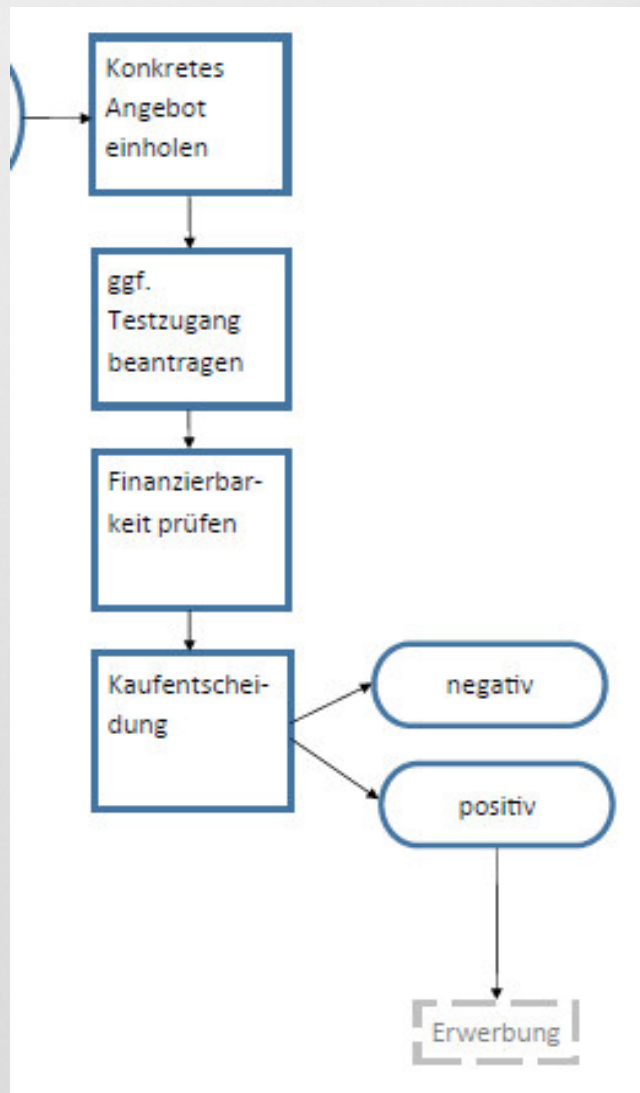 Konkretes
Angebot
einholen
ggf.
Testzugang
beantragen
Finanzierbar-
keit prüfen
Kaufentschei-
dung
negativ
positiv
Erwerbung